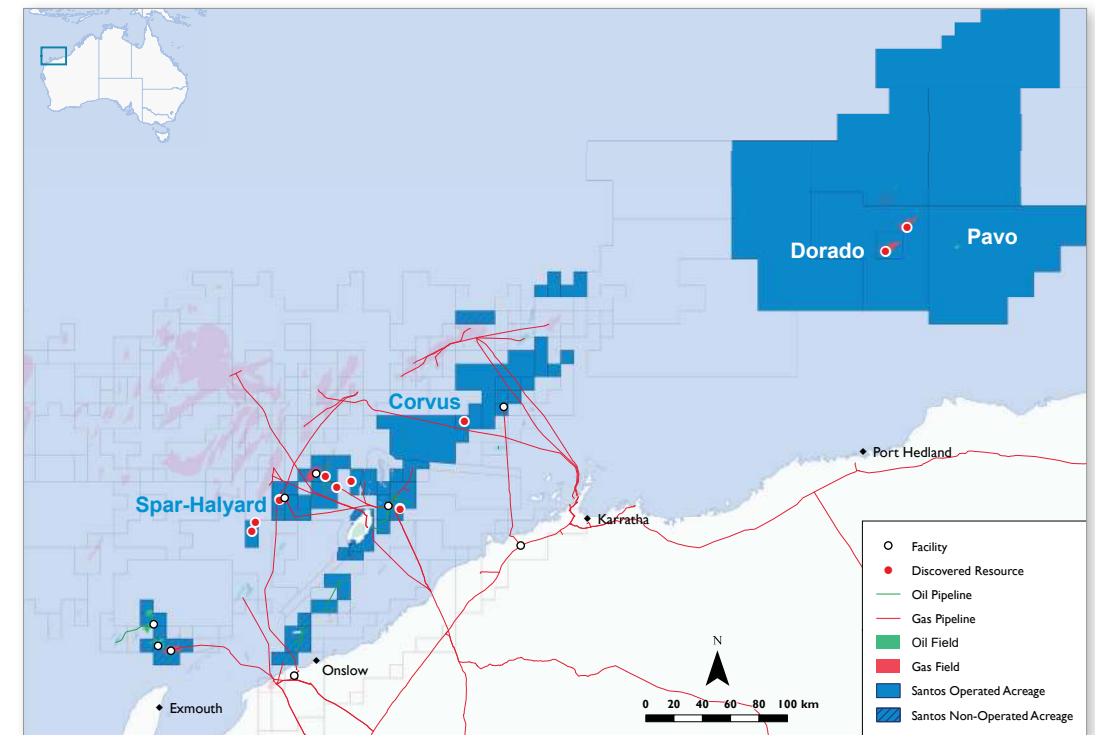 Pavo
Dorado
Corvus
Port Hedland
Spar-Halyard
Karratha
Onslow
Exmouth
N
0 20 40 60 80 100 km
Facility
Discovered Resource
Oil Pipeline
Gas Pipeline
Oil Field
Gas Field
Santos Operated Acreage
Santos Non-Operated Acreage